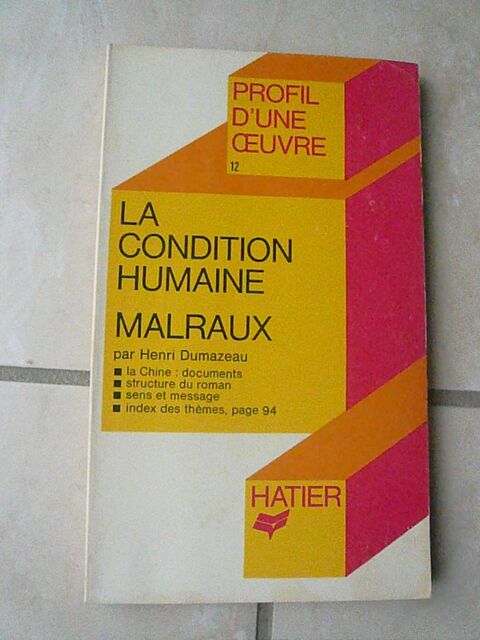 PROFIL
D'UNE
ŒUVRE
12
LA
CONDITION
HUMAINE
MALRAUX
par Henri Dumazeau
■ la Chine : documents
■ structure du roman
■ sens et message
■ index des thèmes, page 94
HATIER